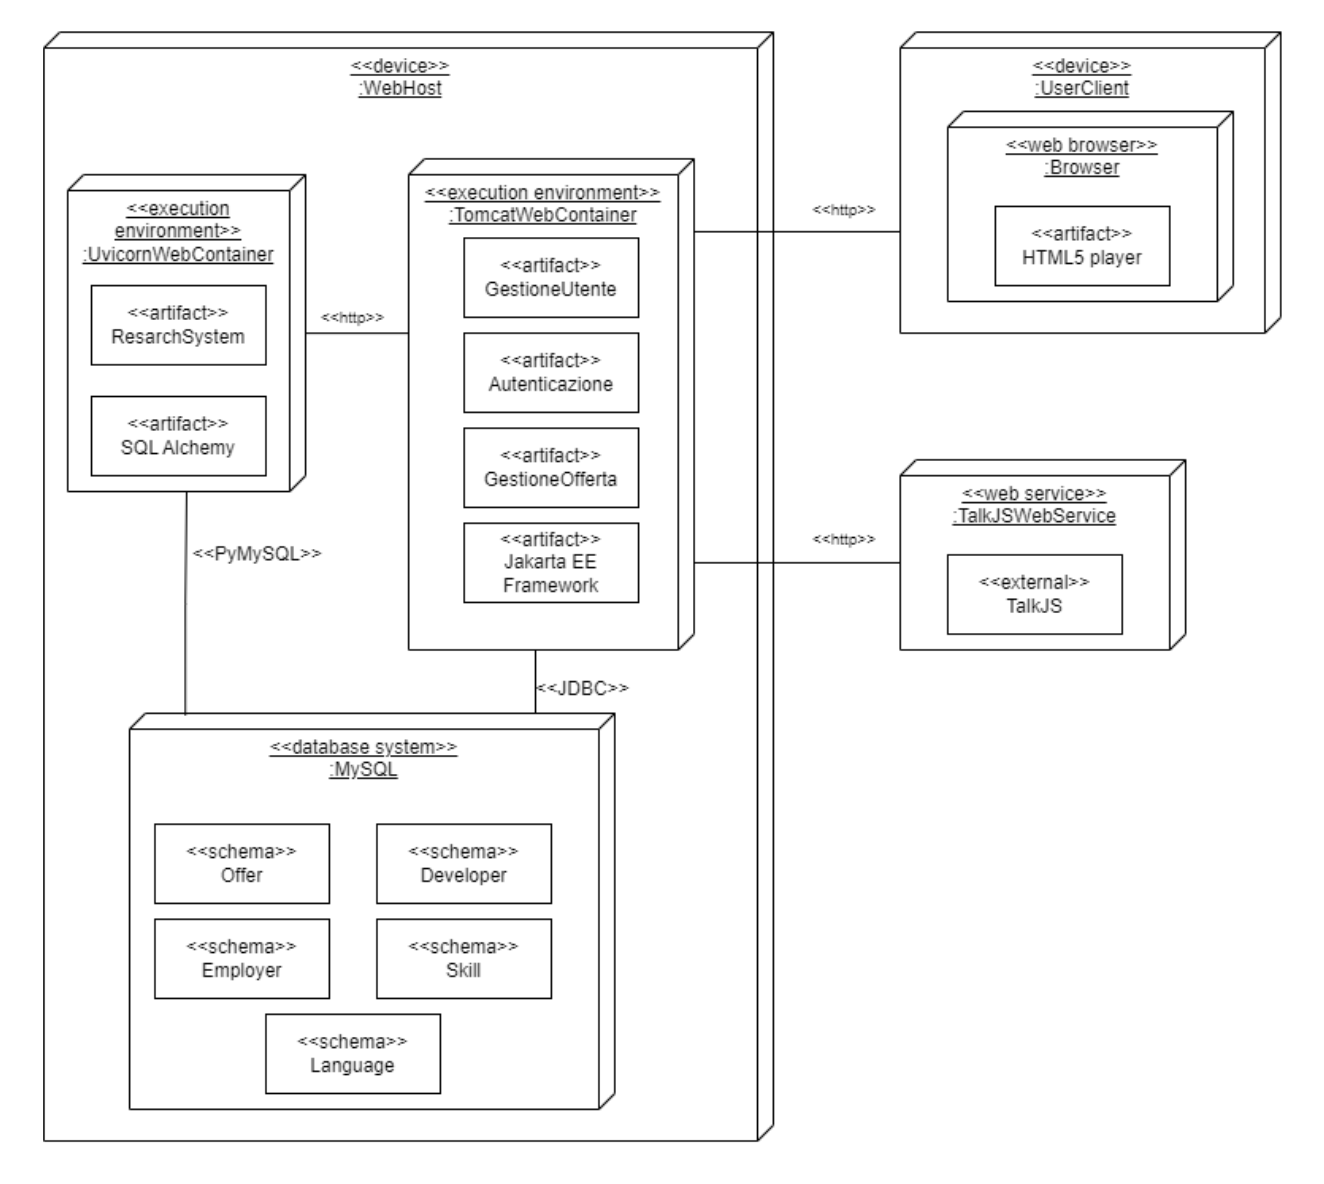 <<device>>
:WebHost
<<execution
environment>>
:UvicornWebContainer
<<artifact>>
ResarchSystem
<<artifact>>
SQL Alchemy
<<http>>
<<execution environment>>
:TomcatWebContainer
<<artifact>>
GestioneUtente
<<artifact>>
Autenticazione
<<artifact>>
GestioneOfferta
<<artifact>>
Jakarta EE
Framework
<<PyMySQL>>
<<JDBC>>
<<database system>>
:MySQL
<<schema>>
Offer
<<schema>>
Developer
<<schema>>
Employer
<<schema>>
Skill
<<schema>>
Language
<<http>>
<<device>>
:UserClient
<<web browser>>
:Browser
<<artifact>>
HTML5 player
<<http>>
<<web service>>
:TalkJSWebService
<<external>>
TalkJS